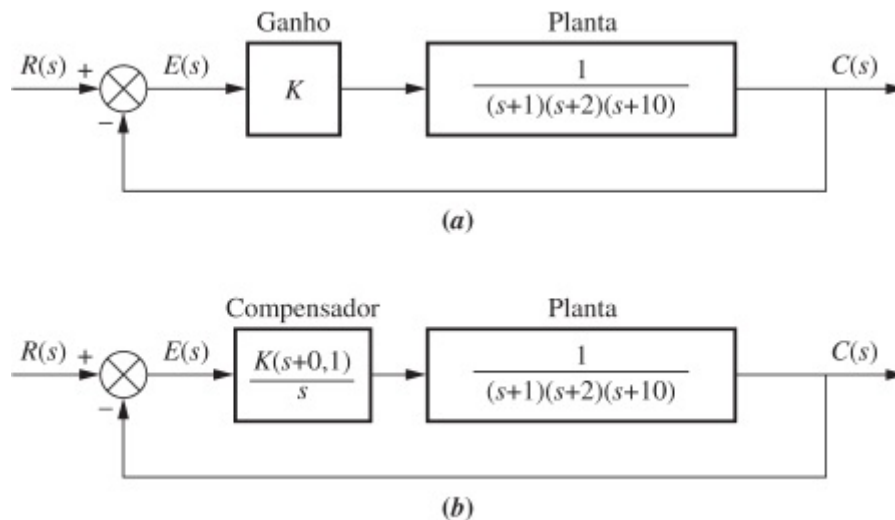 Ganho Planta
R(s) + E(s) K 1 C(s)
(s+1)(s+2)(s+10)
−
(a)
Compensador Planta
R(s) + E(s) K(s+0,1) 1 C(s)
s (s+1)(s+2)(s+10)
−
(b)